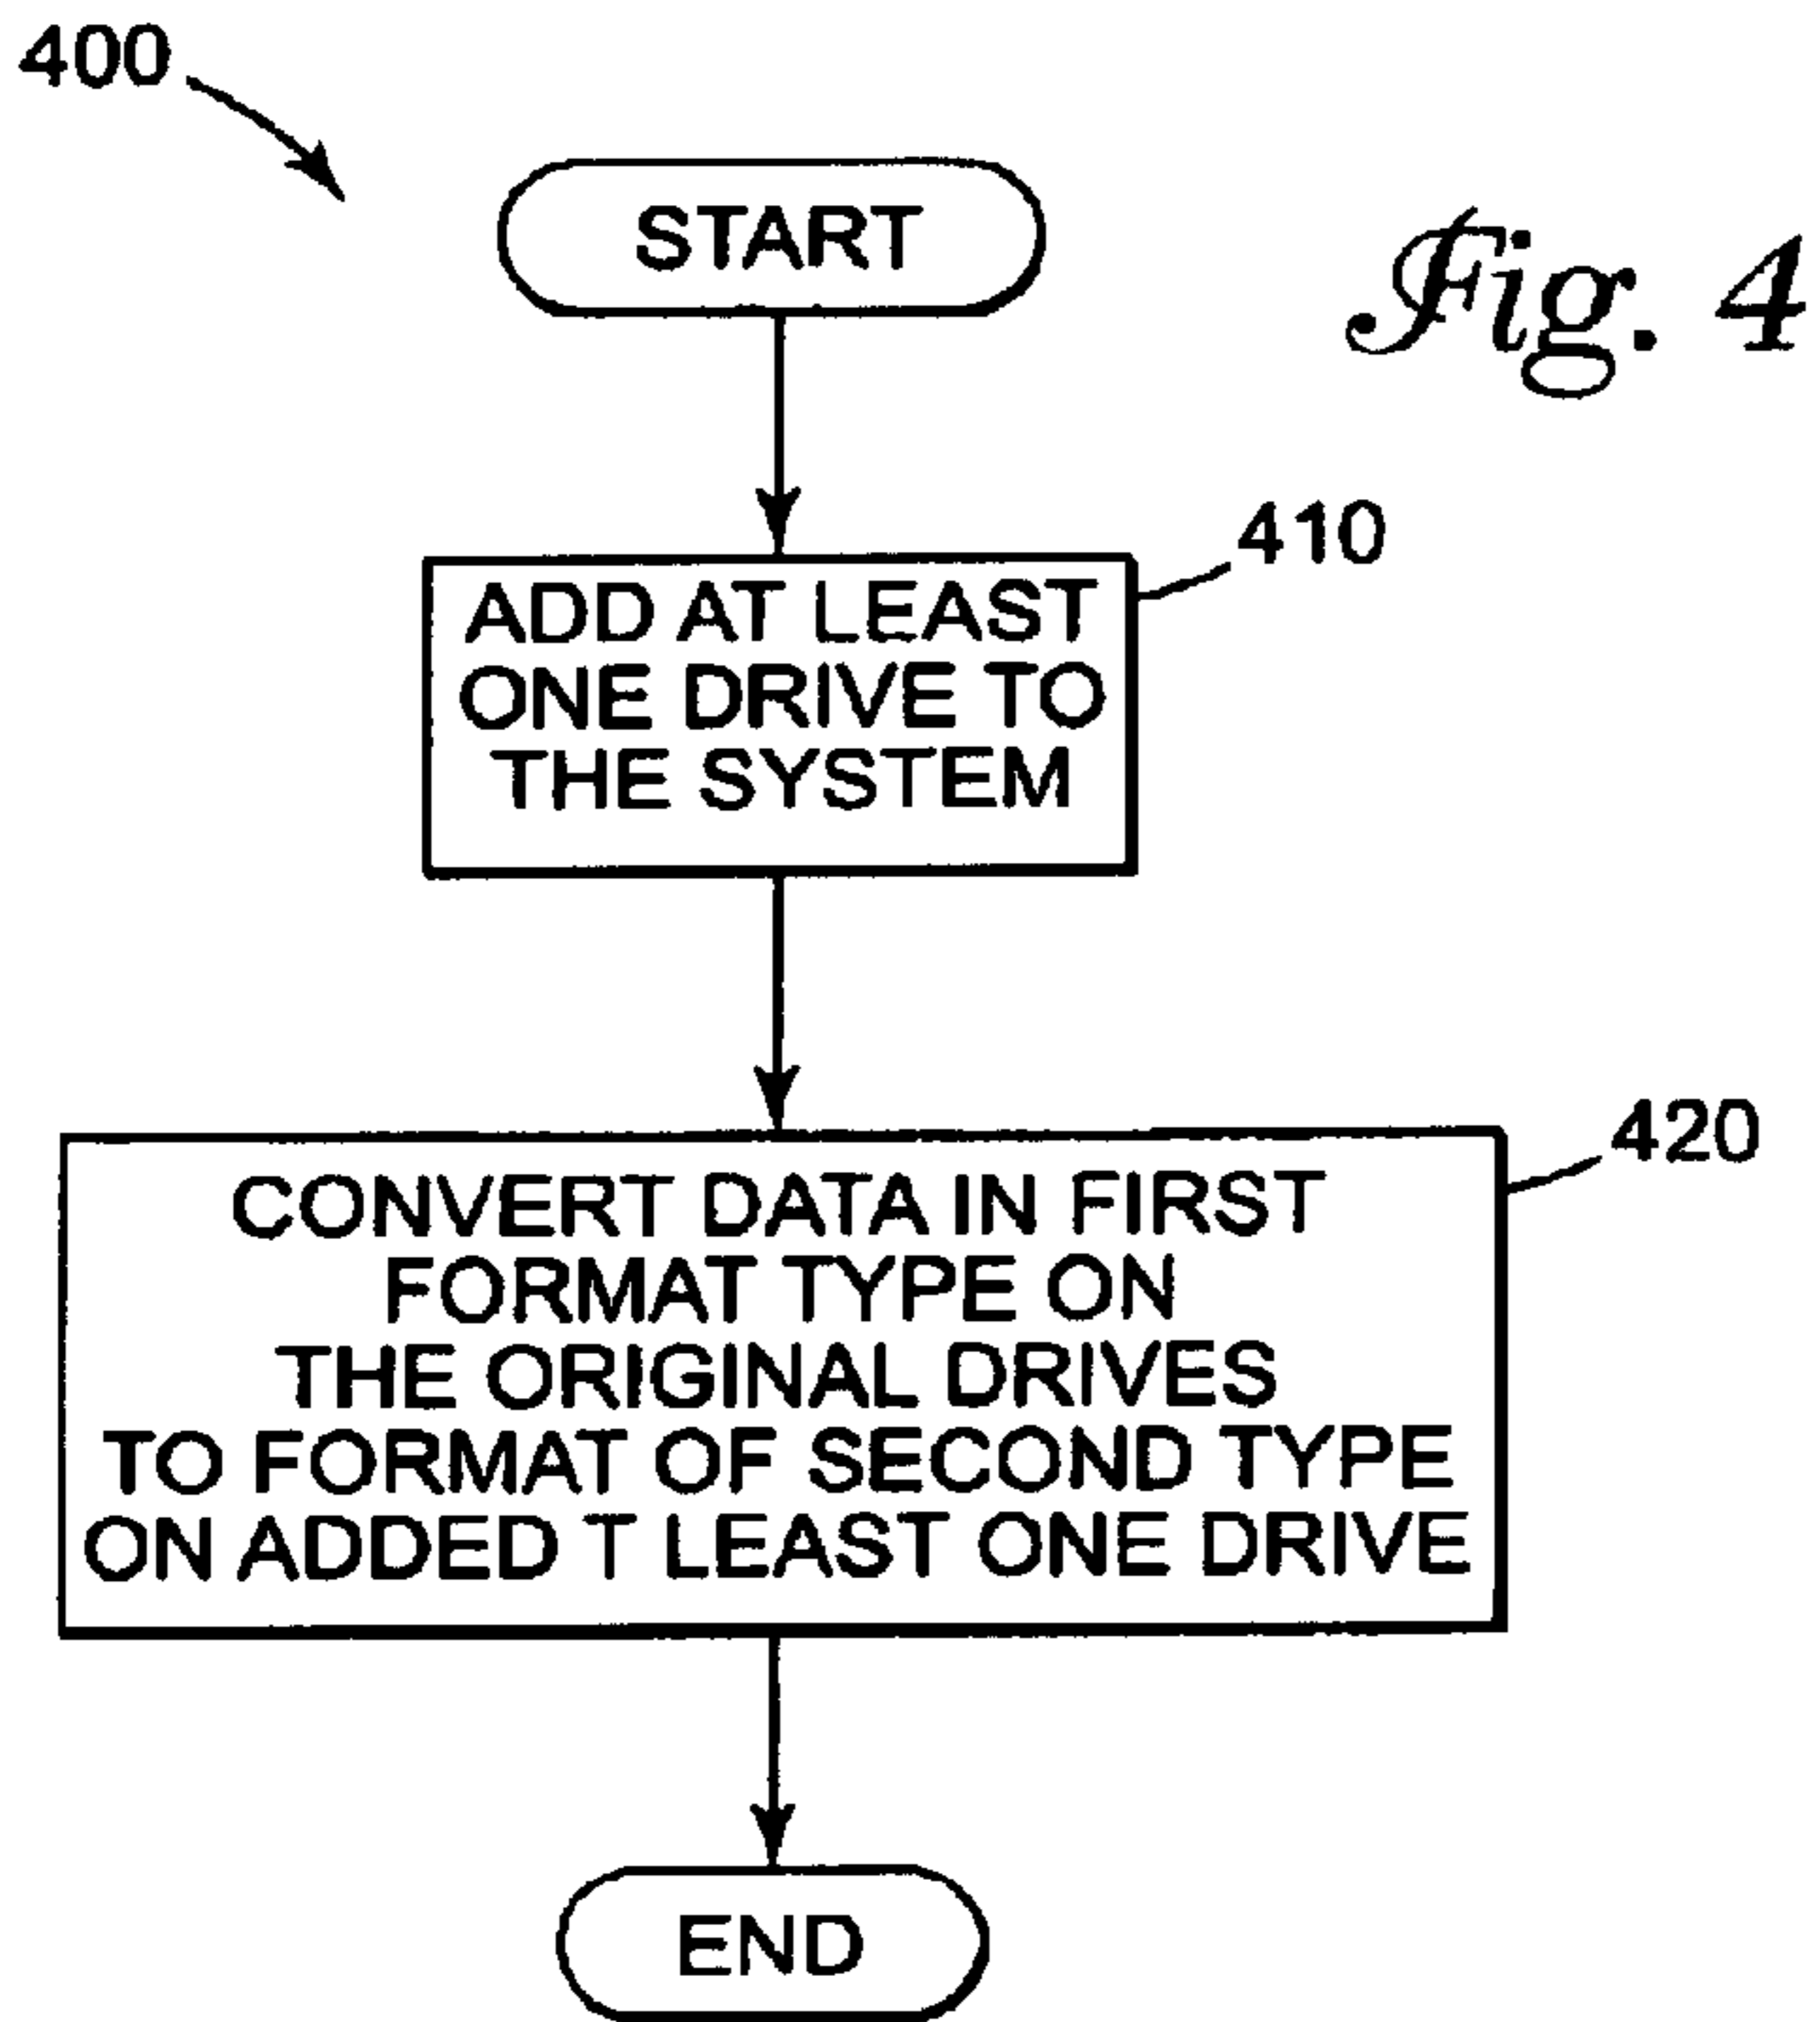 400
START
Fig. 4
410
ADD AT LEAST
ONE DRIVE TO
THE SYSTEM
420
CONVERT DATA IN FIRST
FORMAT TYPE ON
THE ORIGINAL DRIVES
TO FORMAT OF SECOND TYPE
ON ADDED T LEAST ONE DRIVE
END